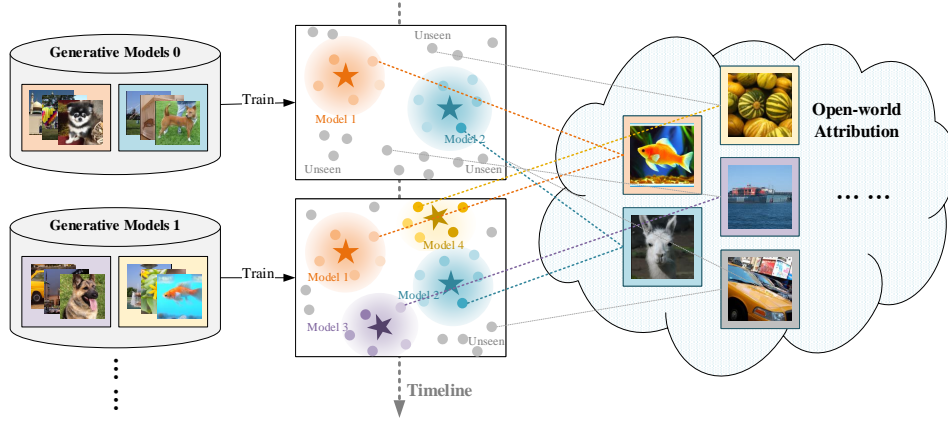 Generative Models 0
Train
Unseen
Model 1
Model 2
Unseen
Unseen
Open-world
Attribution
... ...
Generative Models 1
Train
Model 4
Model 1
Model 2
Model 3
Unseen
Timeline